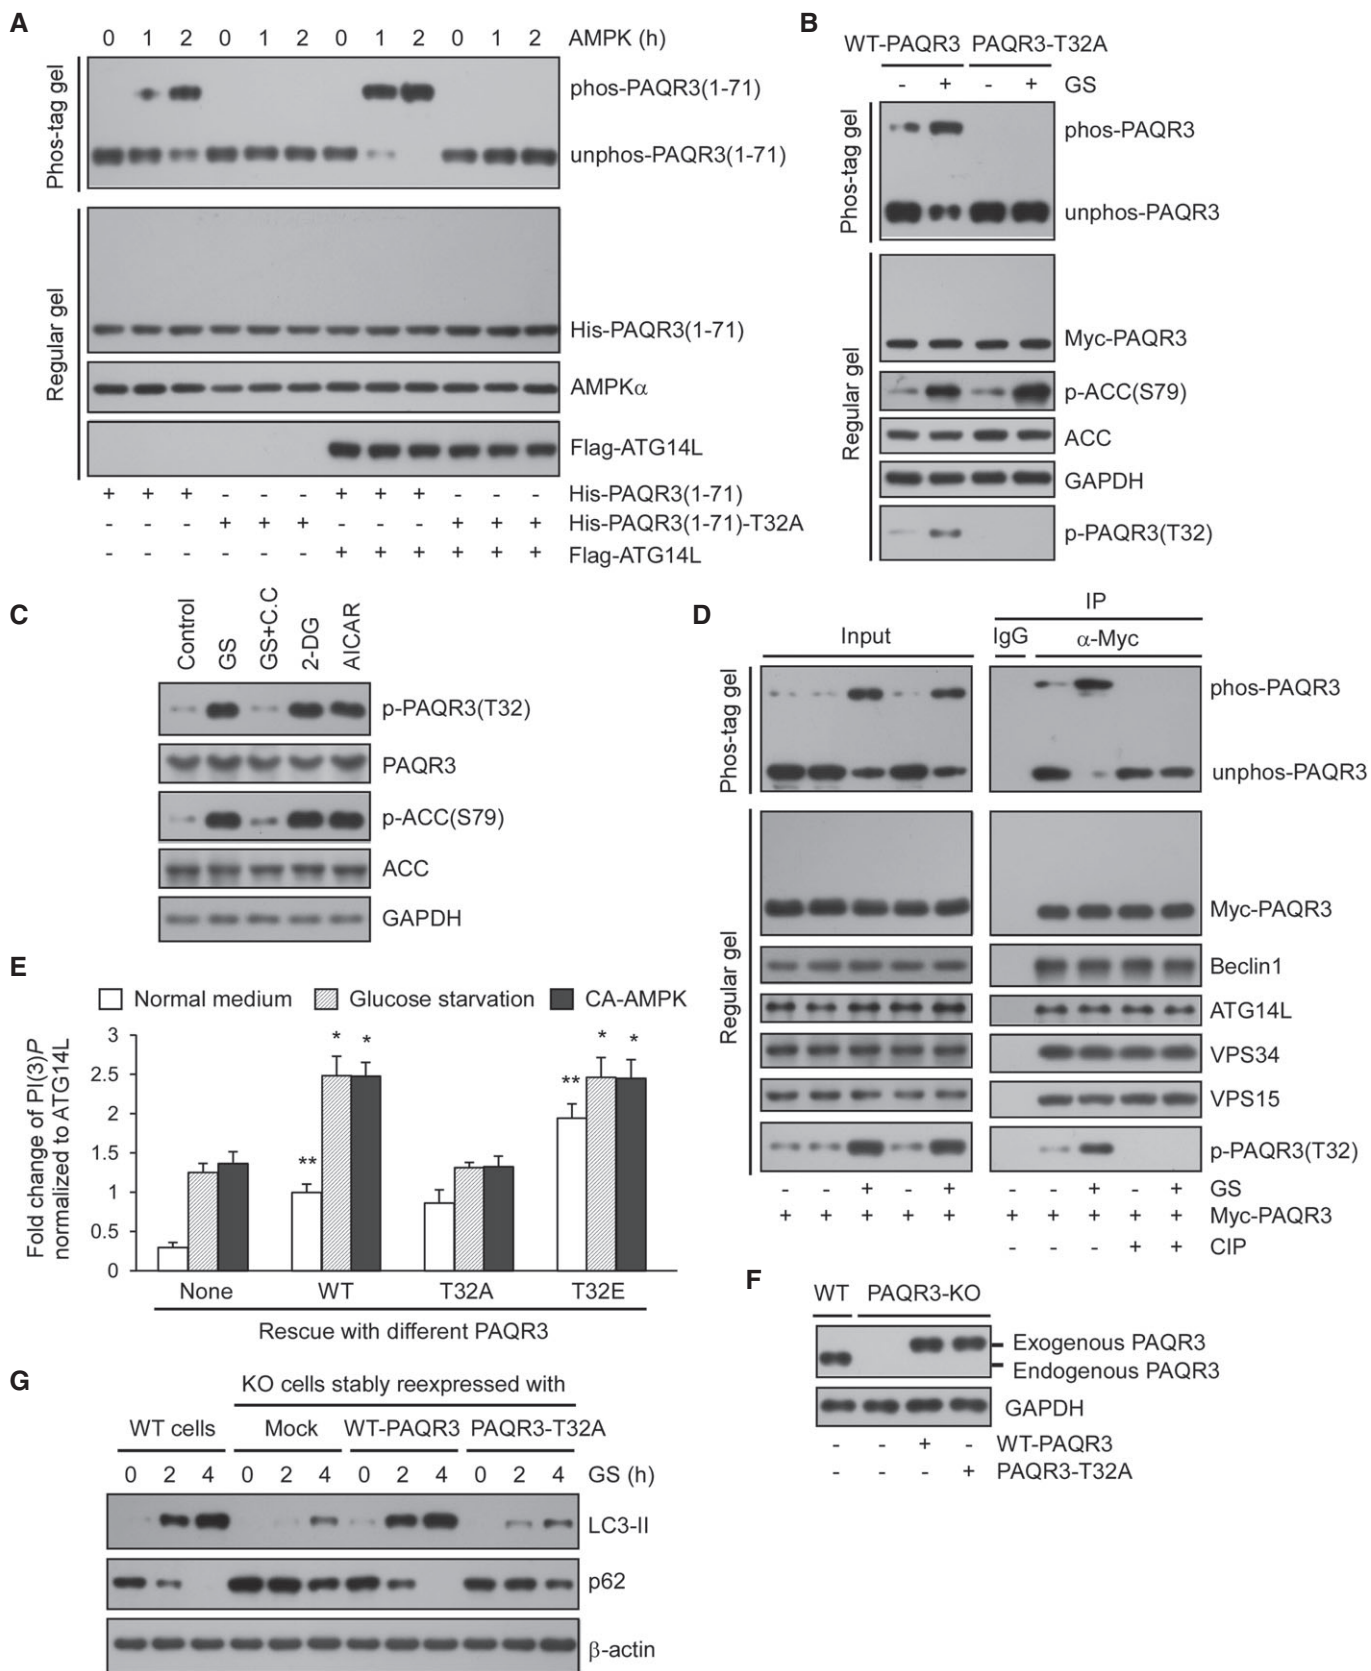 A
0 1 2 0 1 2 0 1 2 0 1 2 AMPK (h)
Phos-tag gel
phos-PAQR3(1-71)
unphos-PAQR3(1-71)
Regular gel
His-PAQR3(1-71)
AMPKα
Flag-ATG14L
+ + + - - - + + + - - - His-PAQR3(1-71)
- - - + + + - - - + + + His-PAQR3(1-71)-T32A
- - - - - - + + + + + + Flag-ATG14L
B
WT-PAQR3 PAQR3-T32A
- + - + GS
Phos-tag gel
phos-PAQR3
unphos-PAQR3
Regular gel
Myc-PAQR3
p-ACC(S79)
ACC
GAPDH
p-PAQR3(T32)
C
Control GS GS+C.C 2-DG AICAR
p-PAQR3(T32)
PAQR3
p-ACC(S79)
ACC
GAPDH
D
IP
Input IgG α-Myc
Phos-tag gel
phos-PAQR3
unphos-PAQR3
Regular gel
Myc-PAQR3
Beclin1
ATG14L
VPS34
VPS15
p-PAQR3(T32)
- - + - + - - + - + GS
+ + + + + + + + + + Myc-PAQR3
- - - + + CIP
E
Normal medium Glucose starvation CA-AMPK
Fold change of PI(3)P
normalized to ATG14L
3
2.5
2
1.5
1
0.5
0
** * * ** * *
None WT T32A T32E
Rescue with different PAQR3
F
WT PAQR3-KO
Exogenous PAQR3
Endogenous PAQR3
GAPDH
- - + - WT-PAQR3
- - - + PAQR3-T32A
G
KO cells stably reexpressed with
WT cells Mock WT-PAQR3 PAQR3-T32A
0 2 4 0 2 4 0 2 4 0 2 4 GS (h)
LC3-II
p62
β-actin